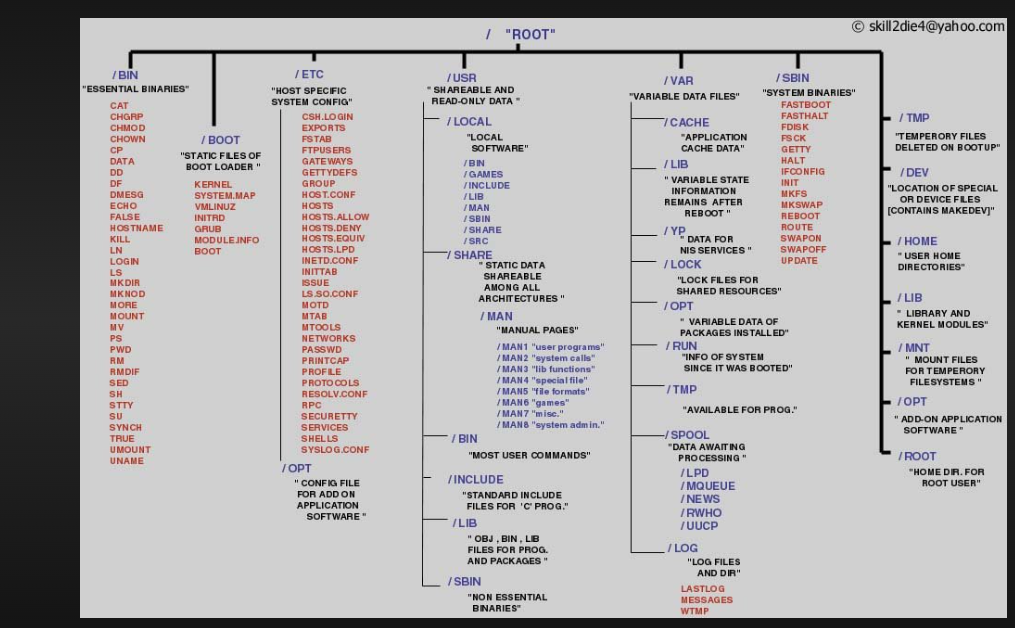 © skill2die4@yahoo.com
/ "ROOT"
/BIN
"ESSENTIAL BINARIES"
CAT
CHGRP
CHMOD
CHOWN
CP
DATA
DD
DF
DMESG
ECHO
FALSE
HOSTNAME
KILL
LN
LOGIN
LS
MKDIR
MKNOD
MORE
MOUNT
MV
PS
PWD
RM
RMDIF
SED
SH
STTY
SU
SYNCH
TRUE
UMOUNT
UNAME
/BOOT
"STATIC FILES OF
BOOT LOADER "
KERNEL
SYSTEM.MAP
VMLINUZ
INITRD
GRUB
MODULE.INFO
BOOT
/ETC
"HOST SPECIFIC
SYSTEM CONFIG"
CSH.LOGIN
EXPORTS
FSTAB
FTPUSERS
GATEWAYS
GETTYDEFS
GROUP
HOST.CONF
HOSTS
HOSTS.ALLOW
HOSTS.DENY
HOSTS.EQUIV
HOSTS.LPD
INETD.CONF
INITTAB
ISSUE
LS.SO.CONF
MOTD
MTAB
MTOOLS
NETWORKS
PASSWD
PRINTCAP
PROFILE
PROTOCOLS
RESOLV.CONF
RPC
SECURETTY
SERVICES
SHELLS
SYSLOG.CONF
/OPT
" CONFIG FILE
FOR ADD ON
APPLICATION
SOFTWARE "
/USR
" SHAREABLE AND
READ-ONLY DATA "
/LOCAL
"LOCAL
SOFTWARE"
/BIN
/GAMES
/INCLUDE
/LIB
/MAN
/SBIN
/SHARE
/SRC
/SHARE
" STATIC DATA
SHAREABLE
AMONG ALL
ARCHITECTURES "
/MAN
"MANUAL PAGES"
/MAN1 "user programs"
/MAN2 "system calls"
/MAN3 "lib functions"
/MAN4 "special file"
/MAN5 "file formats"
/MAN6 "games"
/MAN7 "misc."
/MAN8 "system admin."
/BIN
"MOST USER COMMANDS"
/INCLUDE
"STANDARD INCLUDE
FILES FOR 'C' PROG."
/LIB
" OBJ , BIN , LIB
FILES FOR PROG.
AND PACKAGES "
/SBIN
"NON ESSENTIAL
BINARIES"
/VAR
"VARIABLE DATA FILES"
/CACHE
"APPLICATION
CACHE DATA"
/LIB
" VARIABLE STATE
INFORMATION
REMAINS AFTER
REBOOT "
/YP
" DATA FOR
NIS SERVICES "
/LOCK
"LOCK FILES FOR
SHARED RESOURCES"
/OPT
" VARIABLE DATA OF
PACKAGES INSTALLED"
/RUN
"INFO OF SYSTEM
SINCE IT WAS BOOTED"
/TMP
"AVAILABLE FOR PROG."
/SPOOL
"DATA AWAITING
PROCESSING "
/LPD
/MQUEUE
/NEWS
/RWHO
/UUCP
/LOG
"LOG FILES
AND DIR"
LASTLOG
MESSAGES
WTMP
/SBIN
"SYSTEM BINARIES"
FASTBOOT
FASTHALT
FDISK
FSCK
GETTY
HALT
IFCONFIG
INIT
MKFS
MKSWAP
REBOOT
ROUTE
SWAPON
SWAPOFF
UPDATE
/TMP
"TEMPERORY FILES
DELETED ON BOOTUP"
/DEV
"LOCATION OF SPECIAL
OR DEVICE FILES
[CONTAINS MAKEDEV]"
/HOME
" USER HOME
DIRECTORIES"
/LIB
" LIBRARY AND
KERNEL MODULES"
/MNT
" MOUNT FILES
FOR TEMPERORY
FILESYSTEMS "
/OPT
" ADD-ON APPLICATION
SOFTWARE "
/ROOT
"HOME DIR. FOR
ROOT USER"